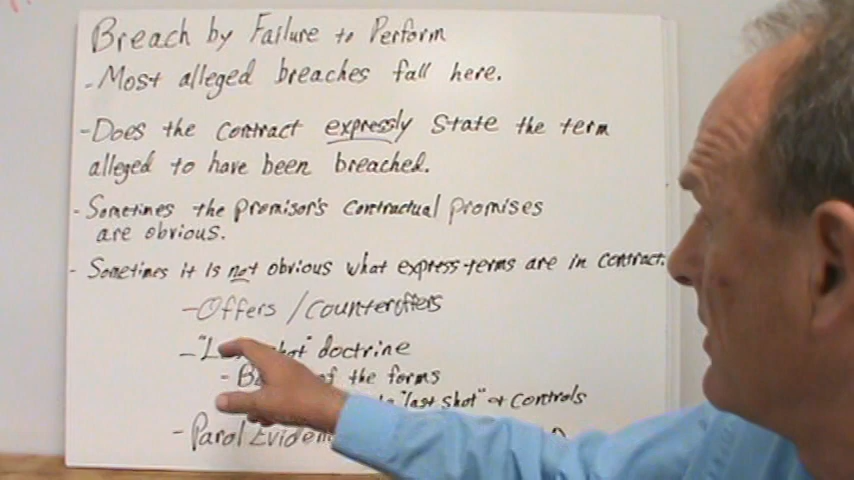 Breach by Failure to Perform
- Most alleged breaches fall here.
- Does the contract expressly state the term
alleged to have been breached.
- Sometimes the promisor's contractual promises
are obvious.
- Sometimes it is not obvious what express-terms are in contract.
- Offers / Counteroffers
- doctrine
- of the forms
"last shot" controls
- Parol